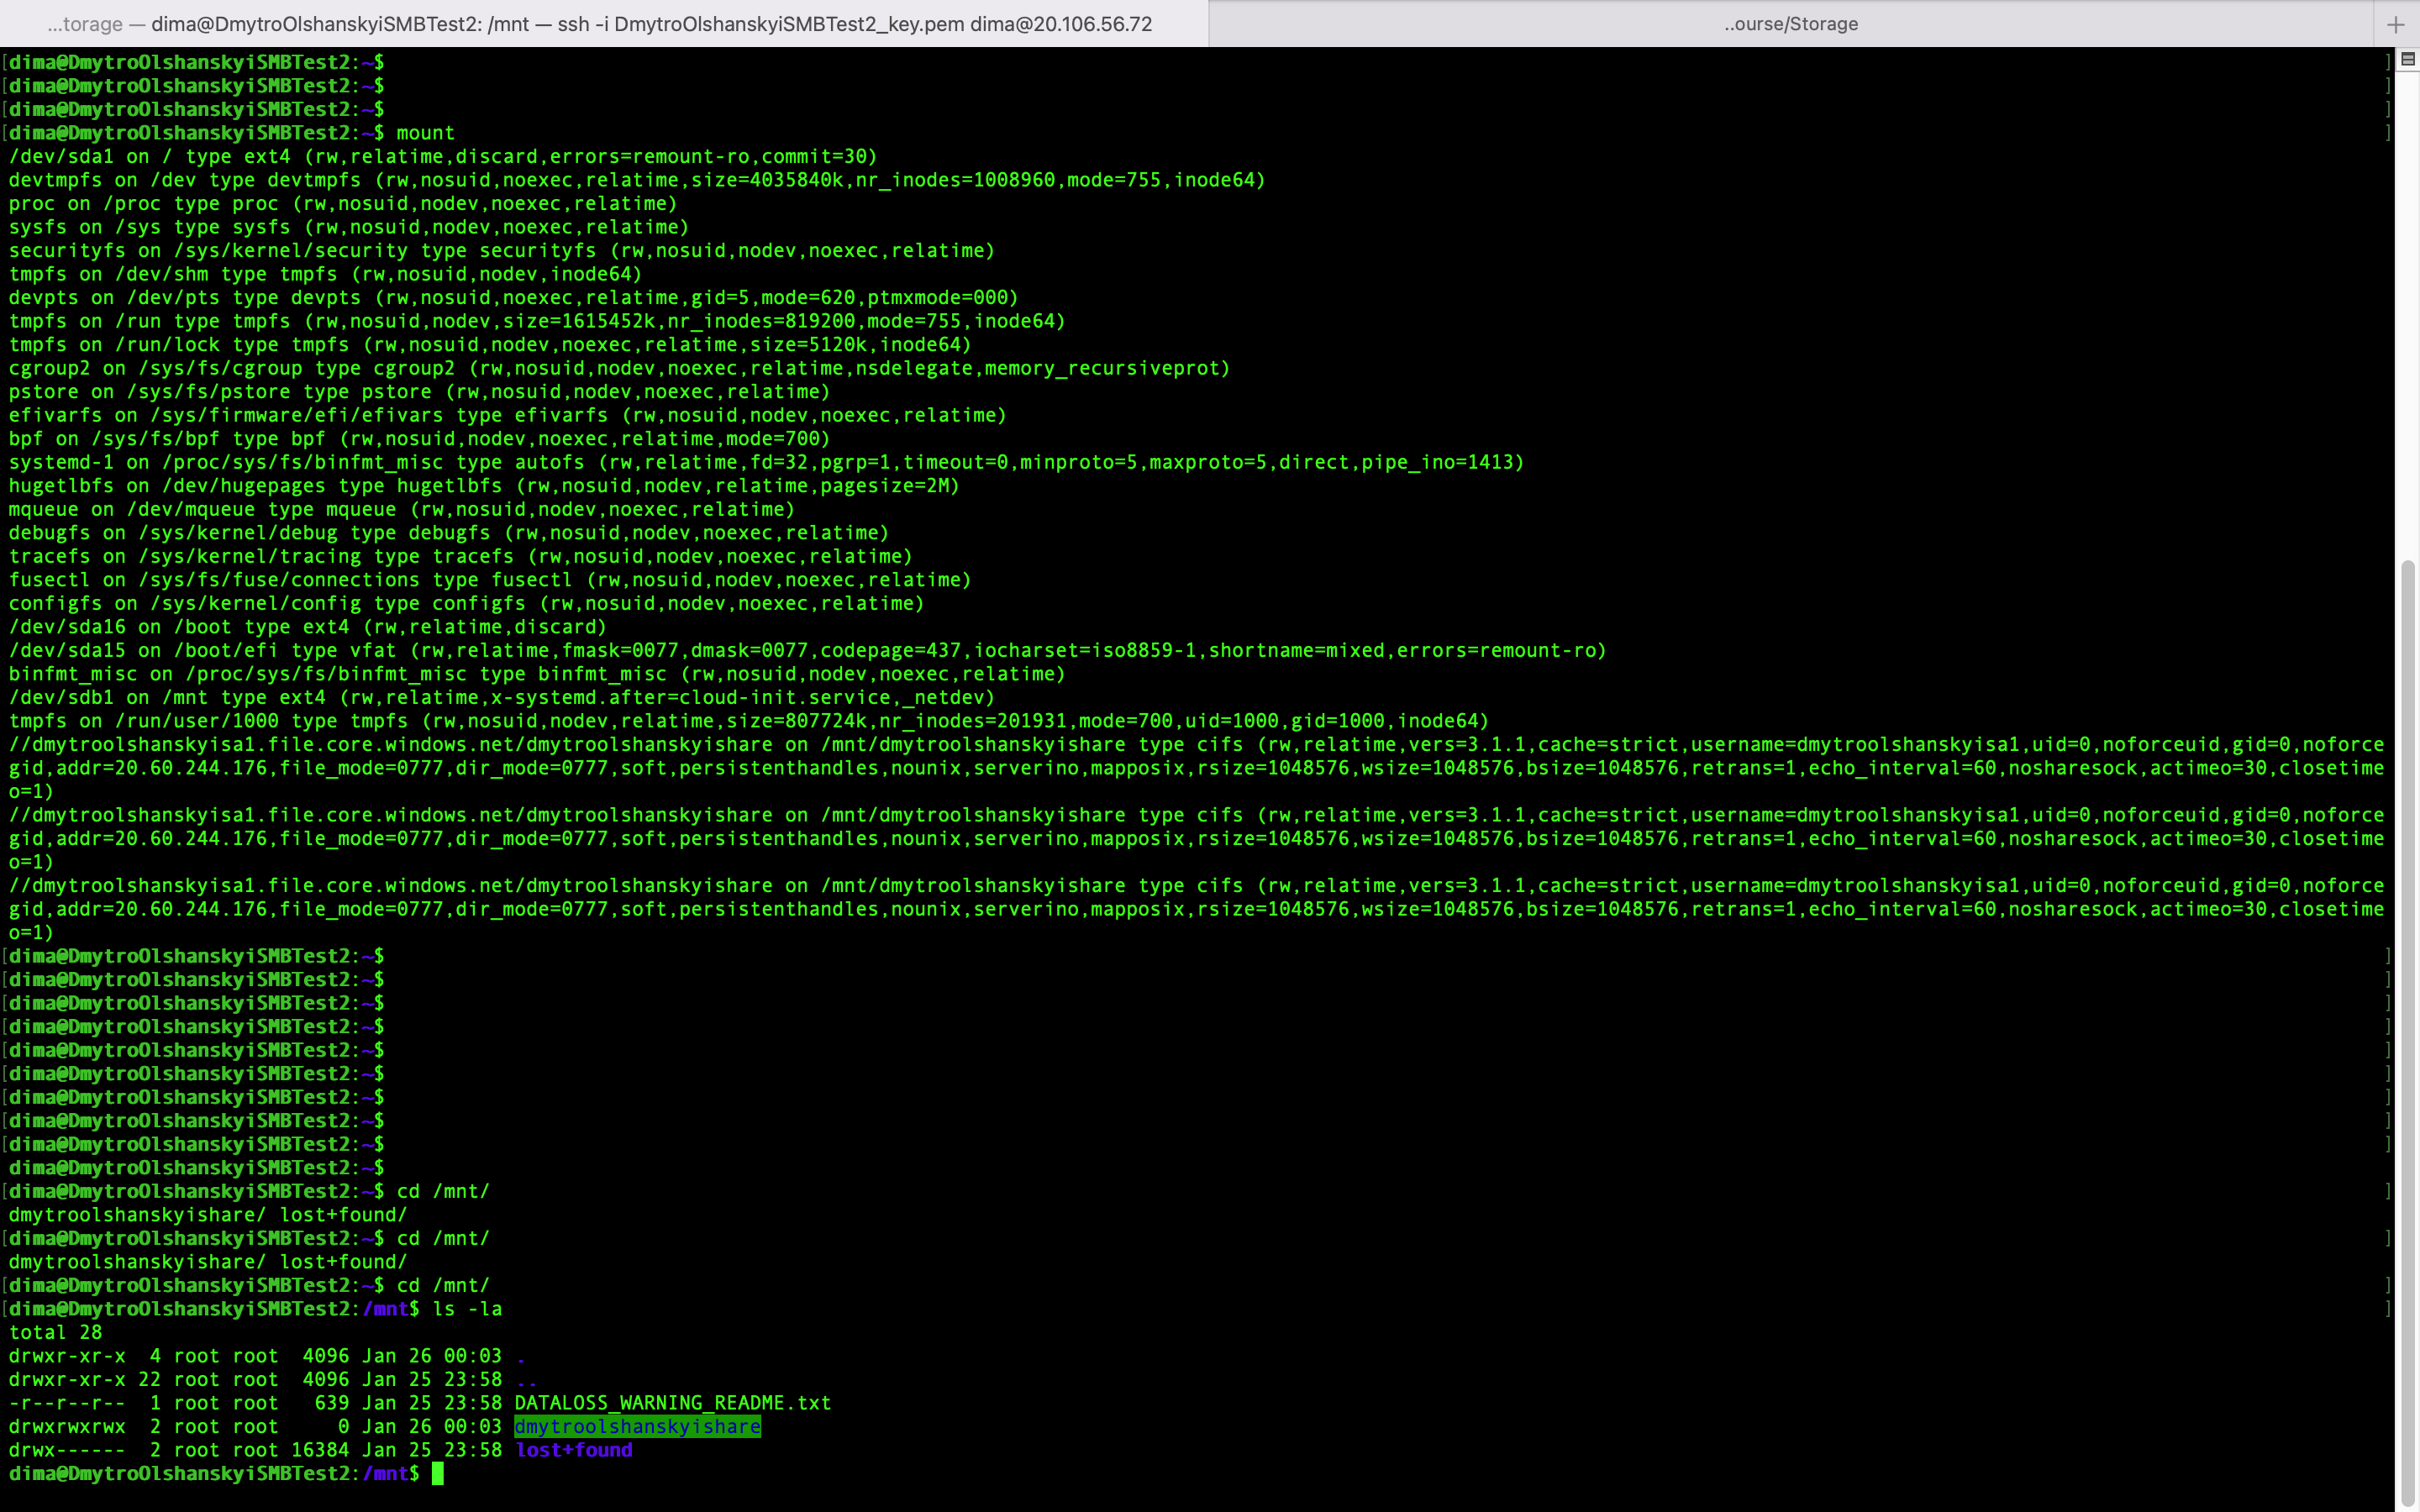 ...torage — dima@DmytroOlshanskyiSMBTest2: /mnt — ssh -i DmytroOlshanskyiSMBTest2_key.pem dima@20.106.56.72
..ourse/Storage
[dima@DmytroOlshanskyiSMBTest2:~$ ]
[dima@DmytroOlshanskyiSMBTest2:~$ ]
[dima@DmytroOlshanskyiSMBTest2:~$ ]
[dima@DmytroOlshanskyiSMBTest2:~$ mount ]
/dev/sda1 on / type ext4 (rw,relatime,discard,errors=remount-ro,commit=30)
devtmpfs on /dev type devtmpfs (rw,nosuid,noexec,relatime,size=4035840k,nr_inodes=1008960,mode=755,inode64)
proc on /proc type proc (rw,nosuid,nodev,noexec,relatime)
sysfs on /sys type sysfs (rw,nosuid,nodev,noexec,relatime)
securityfs on /sys/kernel/security type securityfs (rw,nosuid,nodev,noexec,relatime)
tmpfs on /dev/shm type tmpfs (rw,nosuid,nodev,inode64)
devpts on /dev/pts type devpts (rw,nosuid,noexec,relatime,gid=5,mode=620,ptmxmode=000)
tmpfs on /run type tmpfs (rw,nosuid,nodev,size=1615452k,nr_inodes=819200,mode=755,inode64)
tmpfs on /run/lock type tmpfs (rw,nosuid,nodev,noexec,relatime,size=5120k,inode64)
cgroup2 on /sys/fs/cgroup type cgroup2 (rw,nosuid,nodev,noexec,relatime,nsdelegate,memory_recursiveprot)
pstore on /sys/fs/pstore type pstore (rw,nosuid,nodev,noexec,relatime)
efivarfs on /sys/firmware/efi/efivars type efivarfs (rw,nosuid,nodev,noexec,relatime)
bpf on /sys/fs/bpf type bpf (rw,nosuid,nodev,noexec,relatime,mode=700)
systemd-1 on /proc/sys/fs/binfmt_misc type autofs (rw,relatime,fd=32,pgrp=1,timeout=0,minproto=5,maxproto=5,direct,pipe_ino=1413)
hugetlbfs on /dev/hugepages type hugetlbfs (rw,nosuid,nodev,relatime,pagesize=2M)
mqueue on /dev/mqueue type mqueue (rw,nosuid,nodev,noexec,relatime)
debugfs on /sys/kernel/debug type debugfs (rw,nosuid,nodev,noexec,relatime)
tracefs on /sys/kernel/tracing type tracefs (rw,nosuid,nodev,noexec,relatime)
fusectl on /sys/fs/fuse/connections type fusectl (rw,nosuid,nodev,noexec,relatime)
configfs on /sys/kernel/config type configfs (rw,nosuid,nodev,noexec,relatime)
/dev/sda16 on /boot type ext4 (rw,relatime,discard)
/dev/sda15 on /boot/efi type vfat (rw,relatime,fmask=0077,dmask=0077,codepage=437,iocharset=iso8859-1,shortname=mixed,errors=remount-ro)
binfmt_misc on /proc/sys/fs/binfmt_misc type binfmt_misc (rw,nosuid,nodev,noexec,relatime)
/dev/sdb1 on /mnt type ext4 (rw,relatime,x-systemd.after=cloud-init.service,_netdev)
tmpfs on /run/user/1000 type tmpfs (rw,nosuid,nodev,relatime,size=807724k,nr_inodes=201931,mode=700,uid=1000,gid=1000,inode64)
//dmytroolshanskyisa1.file.core.windows.net/dmytroolshanskyishare on /mnt/dmytroolshanskyishare type cifs (rw,relatime,vers=3.1.1,cache=strict,username=dmytroolshanskyisa1,uid=0,noforceuid,gid=0,noforce
gid,addr=20.60.244.176,file_mode=0777,dir_mode=0777,soft,persistenthandles,nounix,serverino,mapposix,rsize=1048576,wsize=1048576,bsize=1048576,retrans=1,echo_interval=60,nosharesock,actimeo=30,closetime
o=1)
//dmytroolshanskyisa1.file.core.windows.net/dmytroolshanskyishare on /mnt/dmytroolshanskyishare type cifs (rw,relatime,vers=3.1.1,cache=strict,username=dmytroolshanskyisa1,uid=0,noforceuid,gid=0,noforce
gid,addr=20.60.244.176,file_mode=0777,dir_mode=0777,soft,persistenthandles,nounix,serverino,mapposix,rsize=1048576,wsize=1048576,bsize=1048576,retrans=1,echo_interval=60,nosharesock,actimeo=30,closetime
o=1)
//dmytroolshanskyisa1.file.core.windows.net/dmytroolshanskyishare on /mnt/dmytroolshanskyishare type cifs (rw,relatime,vers=3.1.1,cache=strict,username=dmytroolshanskyisa1,uid=0,noforceuid,gid=0,noforce
gid,addr=20.60.244.176,file_mode=0777,dir_mode=0777,soft,persistenthandles,nounix,serverino,mapposix,rsize=1048576,wsize=1048576,bsize=1048576,retrans=1,echo_interval=60,nosharesock,actimeo=30,closetime
o=1)
[dima@DmytroOlshanskyiSMBTest2:~$ ]
[dima@DmytroOlshanskyiSMBTest2:~$ ]
[dima@DmytroOlshanskyiSMBTest2:~$ ]
[dima@DmytroOlshanskyiSMBTest2:~$ ]
[dima@DmytroOlshanskyiSMBTest2:~$ ]
[dima@DmytroOlshanskyiSMBTest2:~$ ]
[dima@DmytroOlshanskyiSMBTest2:~$ ]
[dima@DmytroOlshanskyiSMBTest2:~$ ]
[dima@DmytroOlshanskyiSMBTest2:~$ ]
dima@DmytroOlshanskyiSMBTest2:~$
[dima@DmytroOlshanskyiSMBTest2:~$ cd /mnt/ ]
dmytroolshanskyishare/ lost+found/
[dima@DmytroOlshanskyiSMBTest2:~$ cd /mnt/ ]
dmytroolshanskyishare/ lost+found/
[dima@DmytroOlshanskyiSMBTest2:~$ cd /mnt/ ]
[dima@DmytroOlshanskyiSMBTest2:/mnt$ ls -la ]
total 28
drwxr-xr-x  4 root root  4096 Jan 26 00:03 .
drwxr-xr-x 22 root root  4096 Jan 25 23:58 ..
-r--r--r--  1 root root   639 Jan 25 23:58 DATALOSS_WARNING_README.txt
drwxrwxrwx  2 root root     0 Jan 26 00:03 dmytroolshanskyishare
drwx------  2 root root 16384 Jan 25 23:58 lost+found
dima@DmytroOlshanskyiSMBTest2:/mnt$